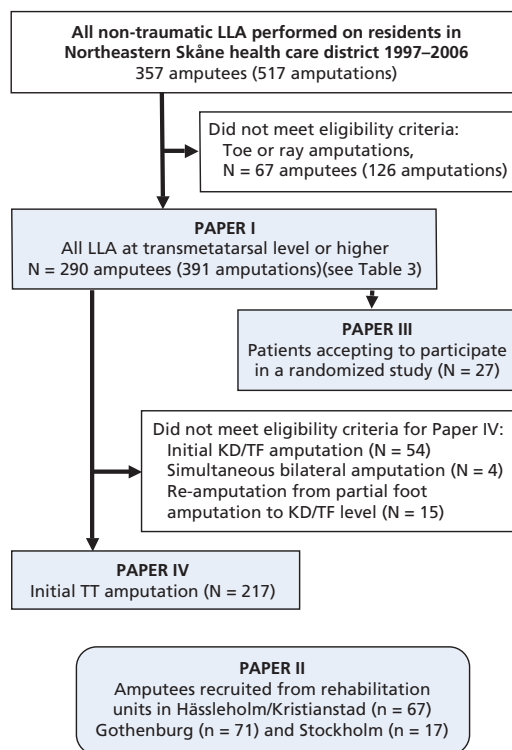 All non-traumatic LLA performed on residents in
Northeastern Skåne health care district 1997–2006
357 amputees (517 amputations)
Did not meet eligibility criteria:
Toe or ray amputations,
N = 67 amputees (126 amputations)
PAPER I
All LLA at transmetatarsal level or higher
N = 290 amputees (391 amputations)(see Table 3)
PAPER III
Patients accepting to participate
in a randomized study (N = 27)
Did not meet eligibility criteria for Paper IV:
Initial KD/TF amputation (N = 54)
Simultaneous bilateral amputation (N = 4)
Re-amputation from partial foot
amputation to KD/TF level (N = 15)
PAPER IV
Initial TT amputation (N = 217)
PAPER II
Amputees recruited from rehabilitation
units in Hässleholm/Kristianstad (n = 67)
Gothenburg (n = 71) and Stockholm (n = 17)